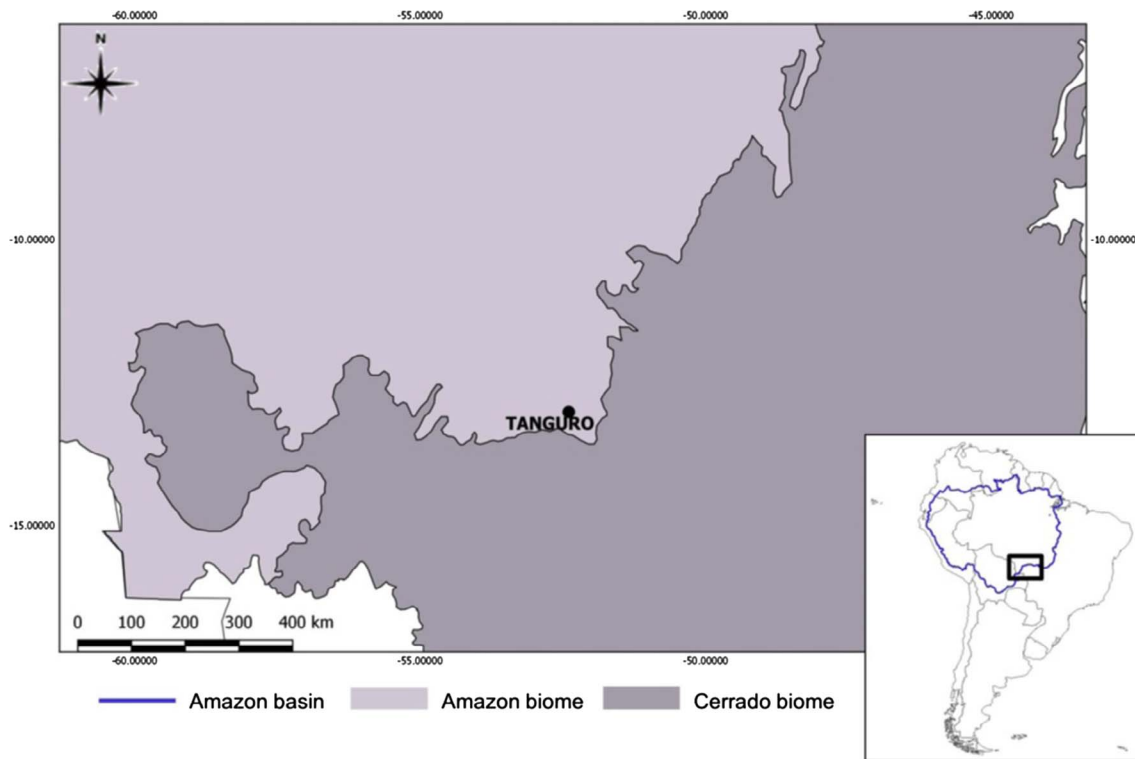 -60.00000 -55.00000 -50.00000 -45.00000
N
-10.00000 -10.00000
TANGURO
-15.00000
0 100 200 300 400 km
-60.00000 -55.00000 -50.00000
Amazon basin Amazon biome Cerrado biome